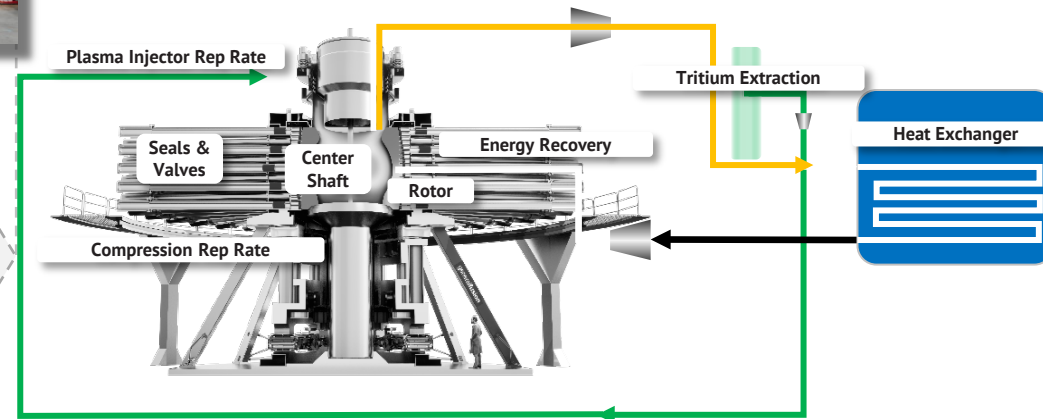 Plasma Injector Rep Rate
Tritium Extraction
Heat Exchanger
Seals &
Valves
Center
Shaft
Energy Recovery
Rotor
Compression Rep Rate